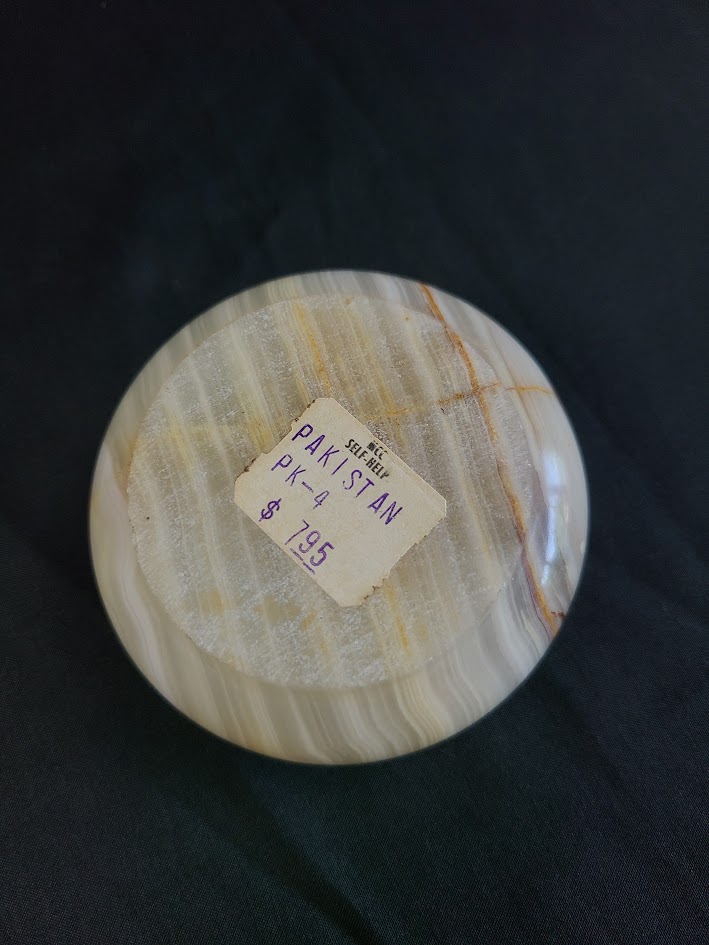 MCC
SELF-HELP
PAKISTAN
PK-4
$ 795